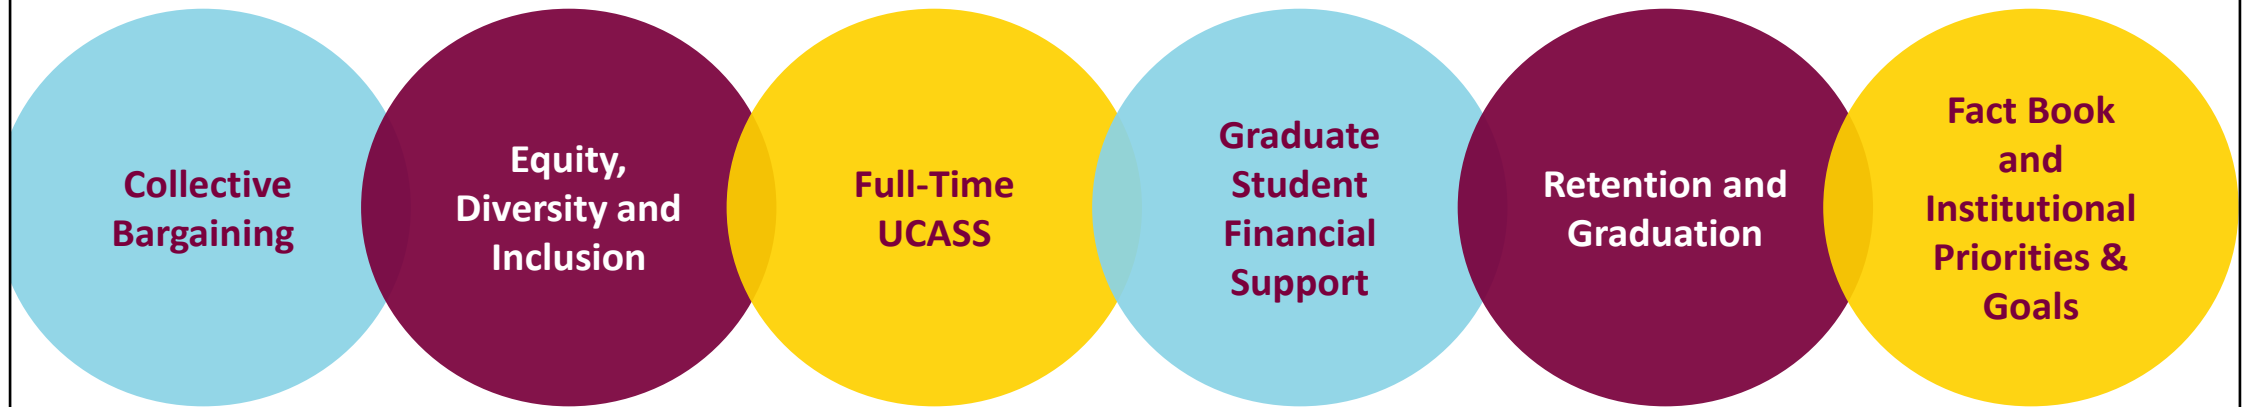 Collective
Bargaining
Equity,
Diversity and
Inclusion
Full-Time
UCASS
Graduate
Student
Financial
Support
Retention and
Graduation
Fact Book
and
Institutional
Priorities &
Goals